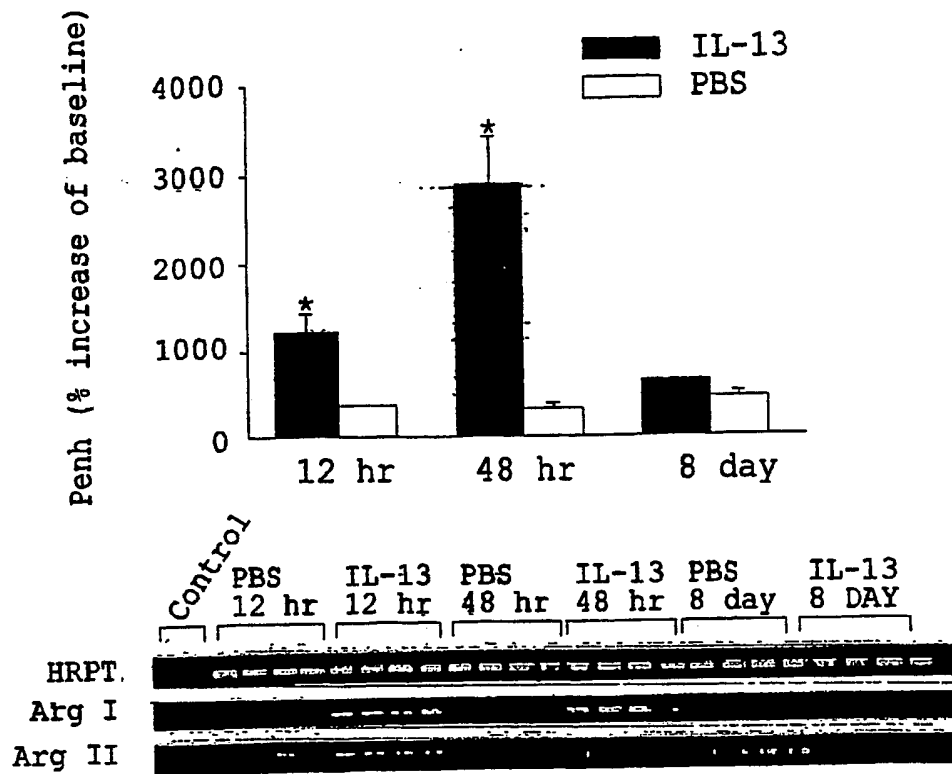 IL-13
PBS
Penh (% increase of baseline)
4000
3000
2000
1000
0
*
*
12 hr
48 hr
8 day
Control
PBS
12 hr
IL-13
12 hr
PBS
48 hr
IL-13
48 hr
PBS
8 day
IL-13
8 DAY
HRPT.
Arg I
Arg II